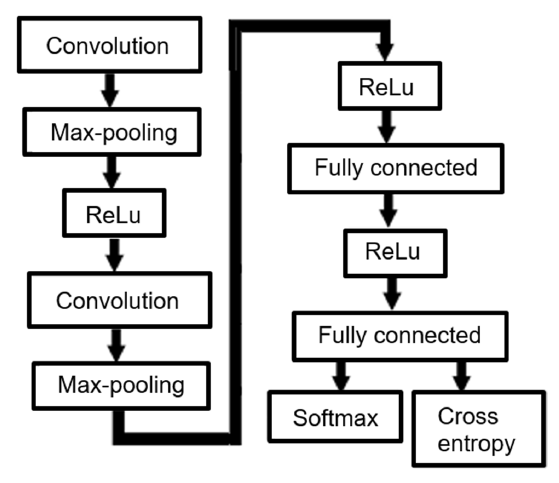 Convolution
Max-pooling
ReLu
Convolution
Max-pooling
ReLu
Fully connected
ReLu
Fully connected
Softmax
Cross
entropy